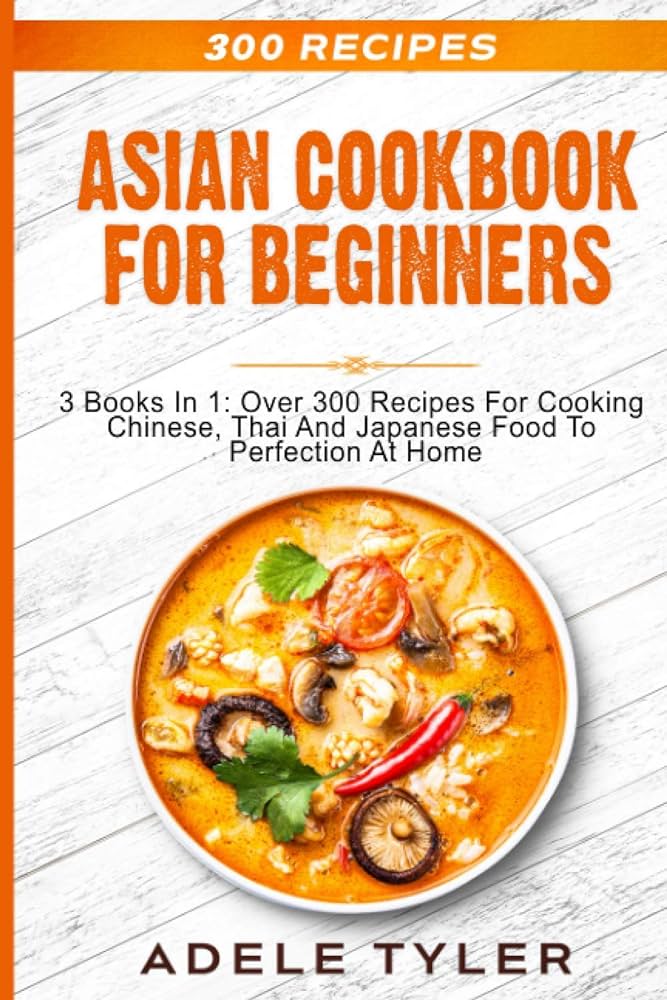 300 RECIPES
ASIAN COOKBOOK
FOR BEGINNERS
3 Books In 1: Over 300 Recipes For Cooking
Chinese, Thai And Japanese Food To
Perfection At Home
ADELE TYLER